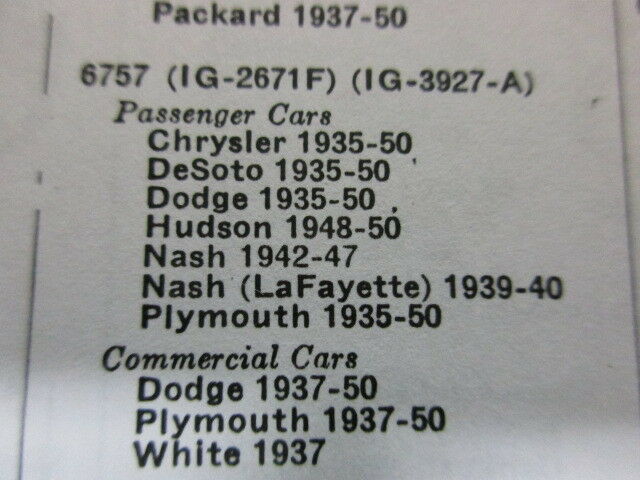 Packard 1937-50
6757 (IG-2671F) (IG-3927-A)
Passenger Cars
Chrysler 1935-50
DeSoto 1935-50
Dodge 1935-50
Hudson 1948-50
Nash 1942-47
Nash (LaFayette) 1939-40
Plymouth 1935-50
Commercial Cars
Dodge 1937-50
Plymouth 1937-50
White 1937